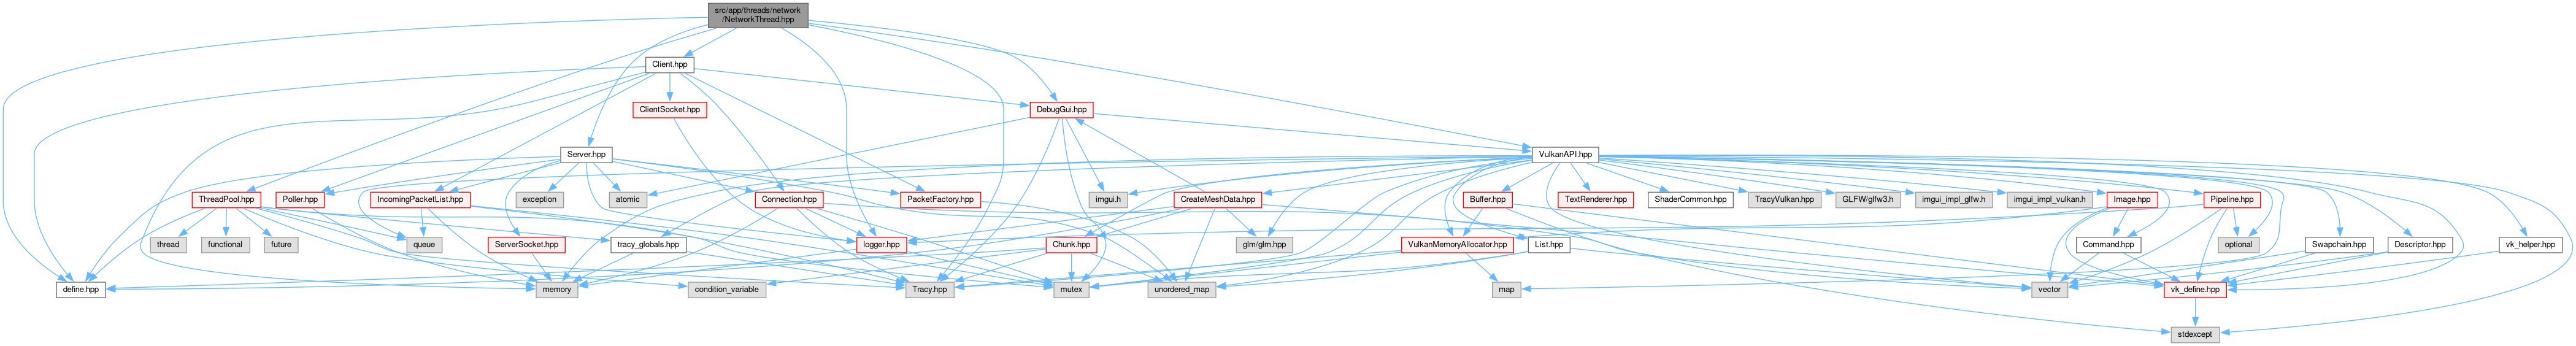 src/app/threads/network
/NetworkThread.hpp
Client.hpp
ClientSocket.hpp
DebugGui.hpp
Server.hpp
VulkanAPI.hpp
ThreadPool.hpp
Poller.hpp
IncomingPacketList.hpp
exception
atomic
Connection.hpp
PacketFactory.hpp
imgui.h
CreateMeshData.hpp
Buffer.hpp
TextRenderer.hpp
ShaderCommon.hpp
TracyVulkan.hpp
GLFW/glfw3.h
imgui_impl_glfw.h
imgui_impl_vulkan.h
Image.hpp
Pipeline.hpp
thread
functional
future
queue
ServerSocket.hpp
tracy_globals.hpp
logger.hpp
Chunk.hpp
glm/glm.hpp
VulkanMemoryAllocator.hpp
List.hpp
Command.hpp
optional
Swapchain.hpp
Descriptor.hpp
vk_helper.hpp
define.hpp
memory
condition_variable
Tracy.hpp
mutex
unordered_map
map
vector
vk_define.hpp
stdexcept